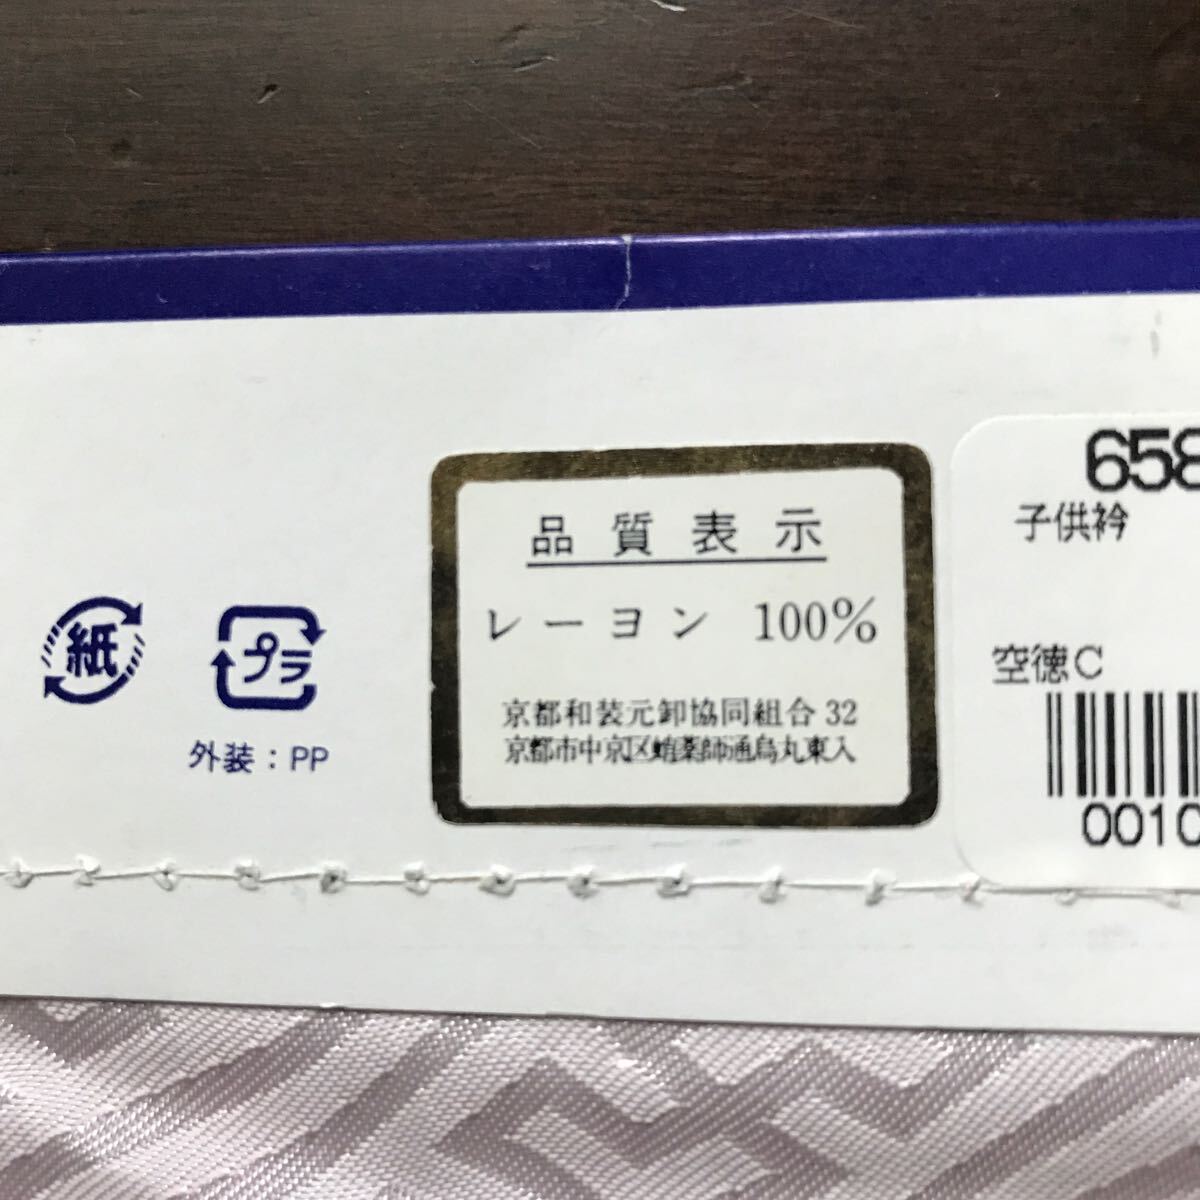 紙
プラ
外装：PP
品質表示
レーヨン 100%
京都和装元卸協同組合 32
京都市中京区蛸薬師通烏丸東入
658
子供衿
空徳C
0010